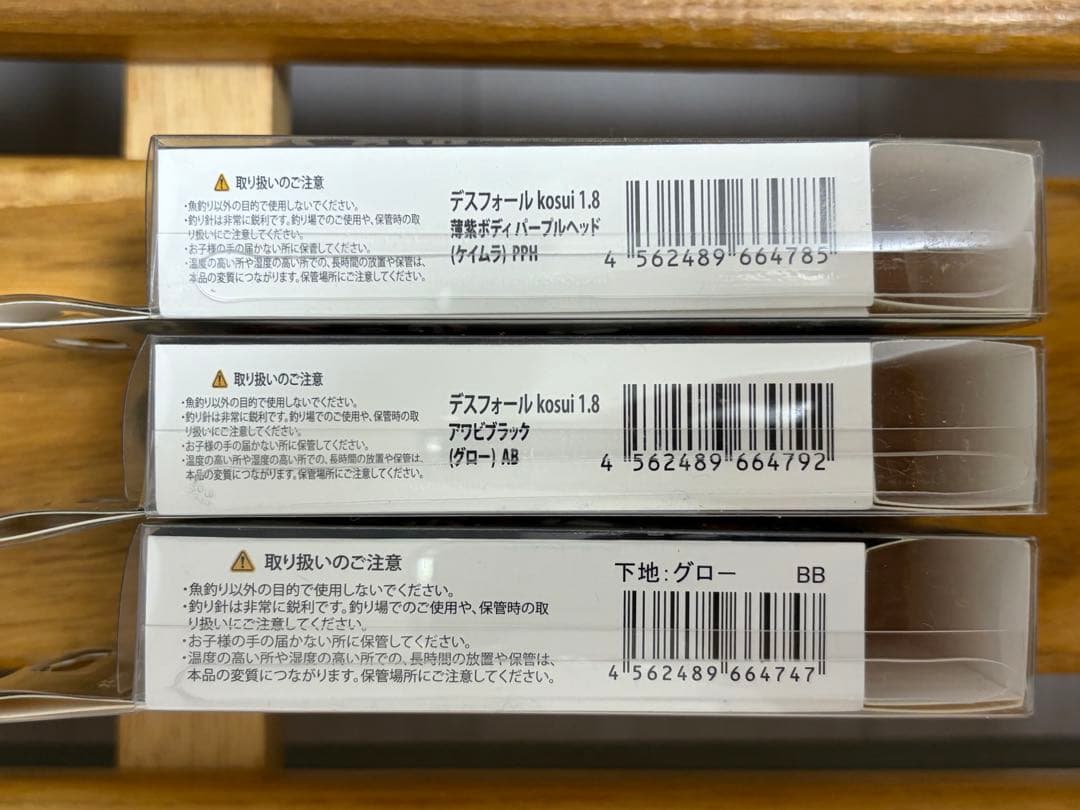 取り扱いのご注意
・魚釣り以外の目的で使用しないでください。
・釣り針は非常に鋭利です。釣り場でのご使用や、保管時の取
り扱いにご注意してください。
・お子様の手の届かない所に保管してください。
・温度の高い所や湿度の高い所での、長時間の放置や保管は、
本品の変質につながります。保管場所にご注意してください。
デスフォール kosui 1.8
薄紫ボディ パープルヘッド
(ケイムラ) PPH
4 562489 664785
取り扱いのご注意
・魚釣り以外の目的で使用しないでください。
・釣り針は非常に鋭利です。釣り場でのご使用や、保管時の取
り扱いにご注意してください。
・お子様の手の届かない所に保管してください。
・温度の高い所や湿度の高い所での、長時間の放置や保管は、
本品の変質につながります。保管場所にご注意してください。
デスフォール kosui 1.8
アワビブラック
(グロー) AB
4 562489 664792
取り扱いのご注意
・魚釣り以外の目的で使用しないでください。
・釣り針は非常に鋭利です。釣り場でのご使用や、保管時の取
り扱いにご注意してください。
・お子様の手の届かない所に保管してください。
・温度の高い所や湿度の高い所での、長時間の放置や保管は、
本品の変質につながります。保管場所にご注意してください。
下地：グロー BB
4 562489 664747